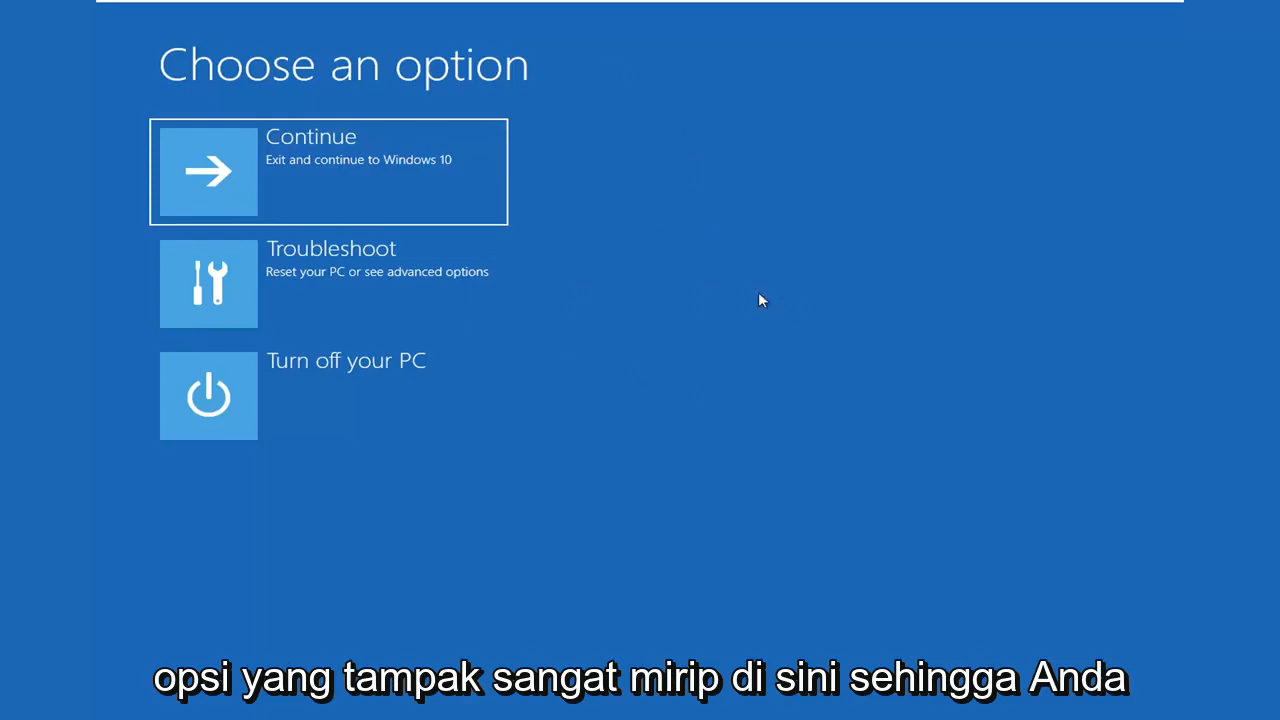 Choose an option
Continue
Exit and continue to Windows 10
Troubleshoot
Reset your PC or see advanced options
Turn off your PC
opsi yang tampak sangat mirip di sini sehingga Anda